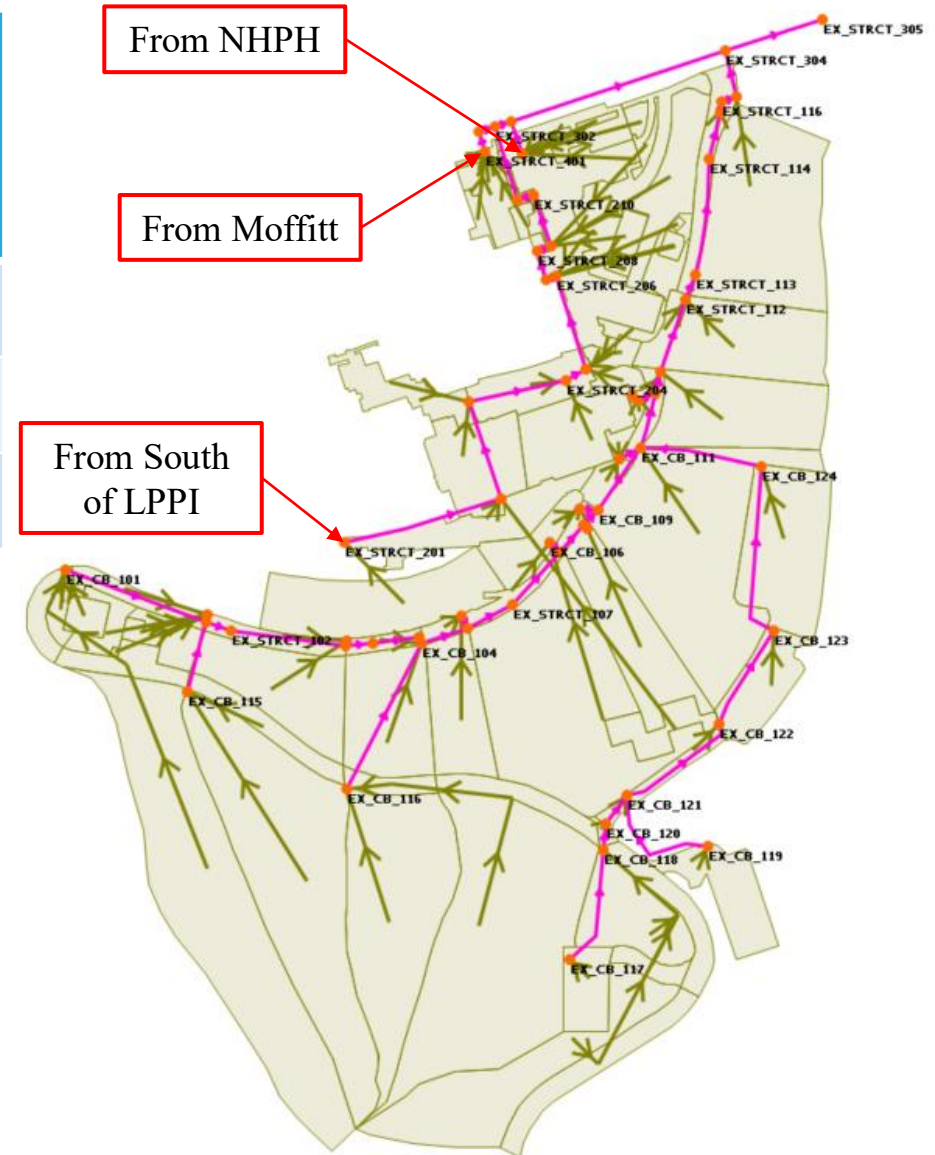 From NHPH
EX_STRCT_305
EX_STRCT_304
EX_STRCT_116
EX_STRCT_302
EX_STRCT_401
EX_STRCT_114
From Moffitt
EX_STRCT_210
EX_STRCT_208
EX_STRCT_206
EX_STRCT_113
EX_STRCT_112
EX_STRCT_204
From South
of LPPI
EX_CB_111
EX_CB_124
EX_CB_109
EX_STRCT_201
EX_CB_106
EX_CB_101
EX_STRCT_107
EX_STRCT_102
EX_CB_104
EX_CB_123
EX_CB_115
EX_CB_122
EX_CB_116
EX_CB_121
EX_CB_120
EX_CB_118
EX_CB_119
EX_CB_117